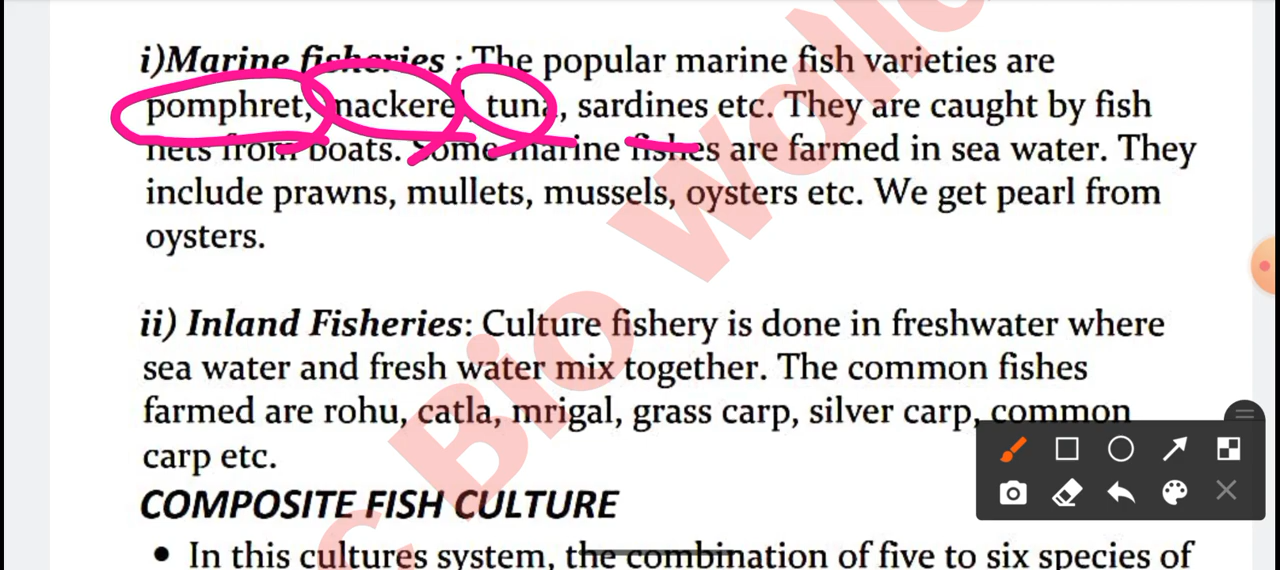 i)Marine fisheries : The popular marine fish varieties are
pomphret, mackerel, tuna, sardines etc. They are caught by fish
nets from boats. Some marine fishes are farmed in sea water. They
include prawns, mullets, mussels, oysters etc. We get pearl from
oysters.
ii) Inland Fisheries: Culture fishery is done in freshwater where
sea water and fresh water mix together. The common fishes
farmed are rohu, catla, mrigal, grass carp, silver carp, common
carp etc.
COMPOSITE FISH CULTURE
• In this cultures system, the combination of five to six species of